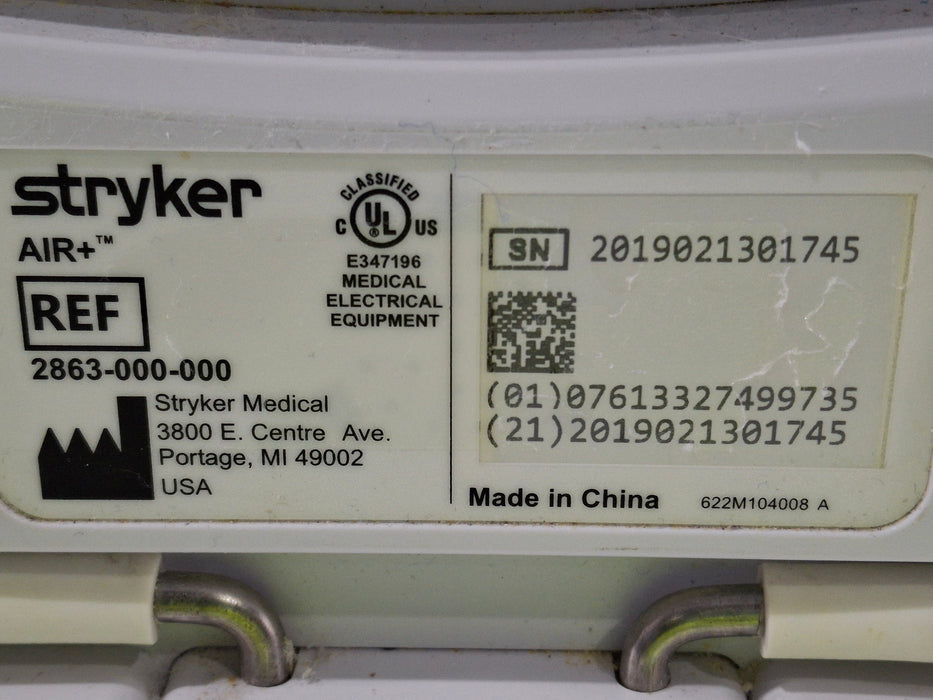 stryker
AIR+™
REF
2863-000-000
Stryker Medical
3800 E. Centre Ave.
Portage, MI 49002
USA
CLASSIFIED
C UL® US
E347196
MEDICAL
ELECTRICAL
EQUIPMENT
SN 2019021301745
(01)07613327499735
(21)2019021301745
Made in China 622M104008 A